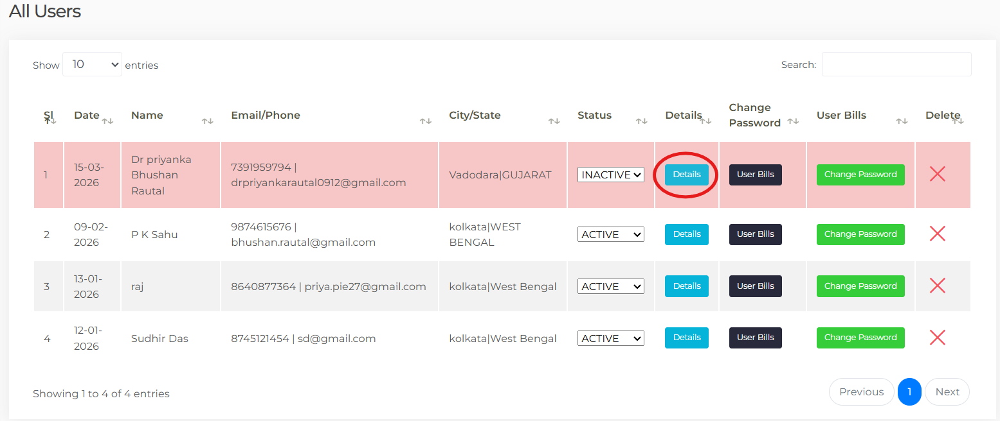 All Users
Show 10 entries
Search:
Sl Date Name Email/Phone City/State Status Details Change Password User Bills Delete
1 15-03-2026 Dr priyanka Bhushan Rautal 7391959794 | drpriyankarautal0912@gmail.com Vadodara|GUJARAT INACTIVE Details User Bills Change Password
2 09-02-2026 P K Sahu 9874615676 | bhushan.rautal@gmail.com kolkata|WEST BENGAL ACTIVE Details User Bills Change Password
3 13-01-2026 raj 8640877364 | priya.pie27@gmail.com kolkata|West Bengal ACTIVE Details User Bills Change Password
4 12-01-2026 Sudhir Das 8745121454 | sd@gmail.com kolkata|West Bengal ACTIVE Details User Bills Change Password
Showing 1 to 4 of 4 entries
Previous 1 Next